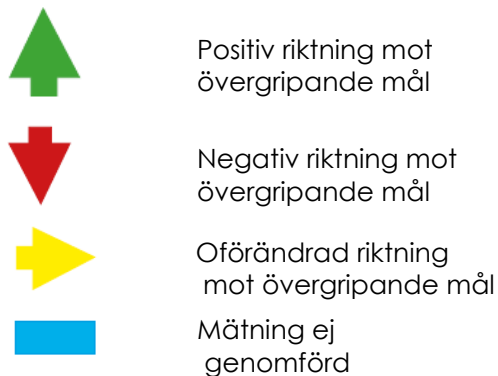 Positiv riktning mot
övergripande mål
Negativ riktning mot
övergripande mål
Oförändrad riktning
mot övergripande mål
Mätning ej
genomförd